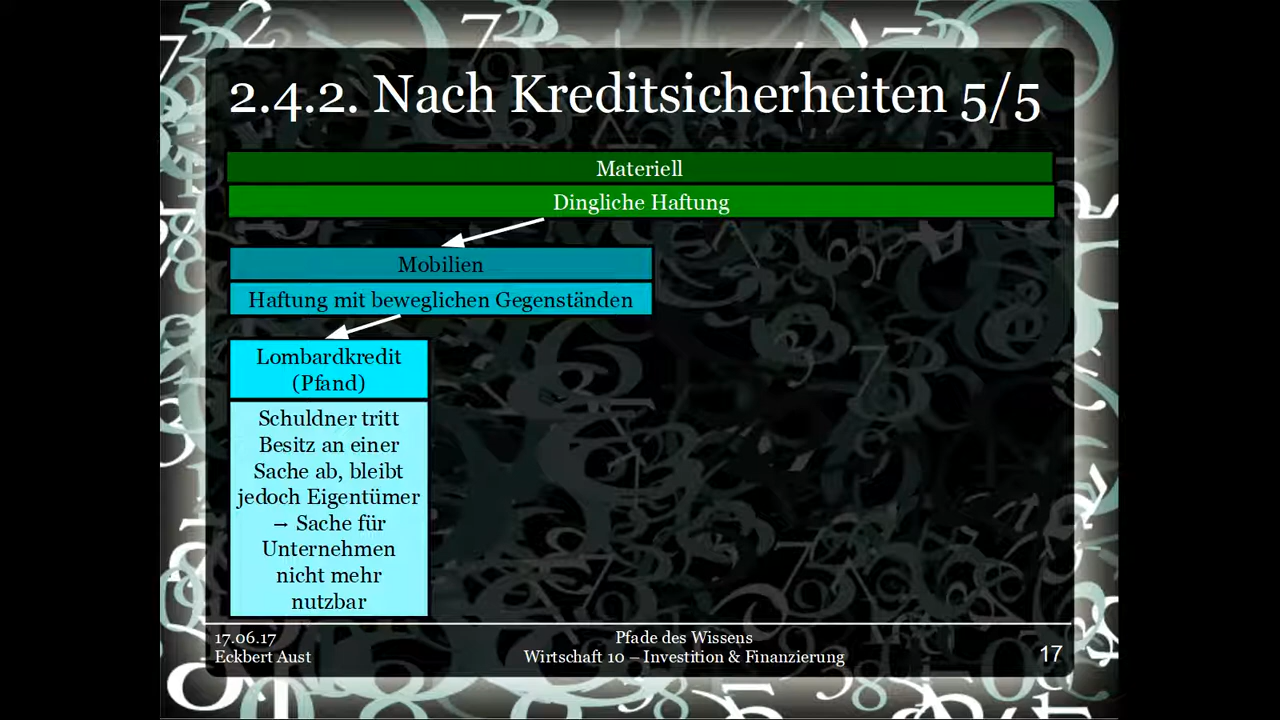 2.4.2. Nach Kreditsicherheiten 5/5
Materiell
Dingliche Haftung
Mobilien
Haftung mit beweglichen Gegenständen
Lombardkredit
(Pfand)
Schuldner tritt
Besitz an einer
Sache ab, bleibt
jedoch Eigentümer
→ Sache für
Unternehmen
nicht mehr
nutzbar
17.06.17
Eckbert Aust
Pfade des Wissens
Wirtschaft 10 – Investition & Finanzierung
17